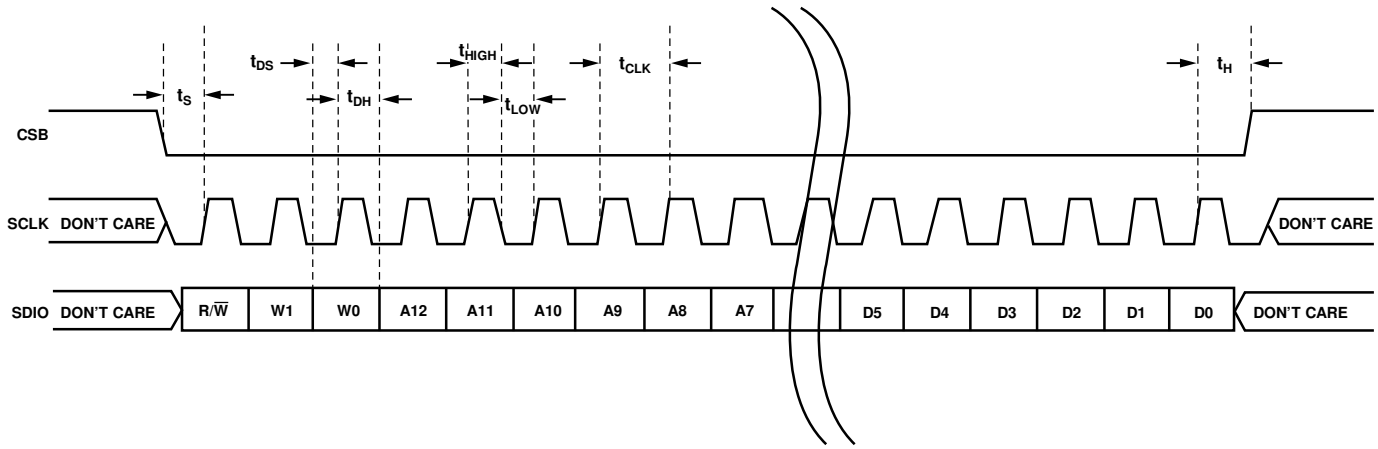 tDS
tHIGH
tCLK
tH
tS
tDH
tLOW
CSB
SCLK DON'T CARE
DON'T CARE
SDIO DON'T CARE R/W̅ W1 W0 A12 A11 A10 A9 A8 A7 D5 D4 D3 D2 D1 D0 DON'T CARE